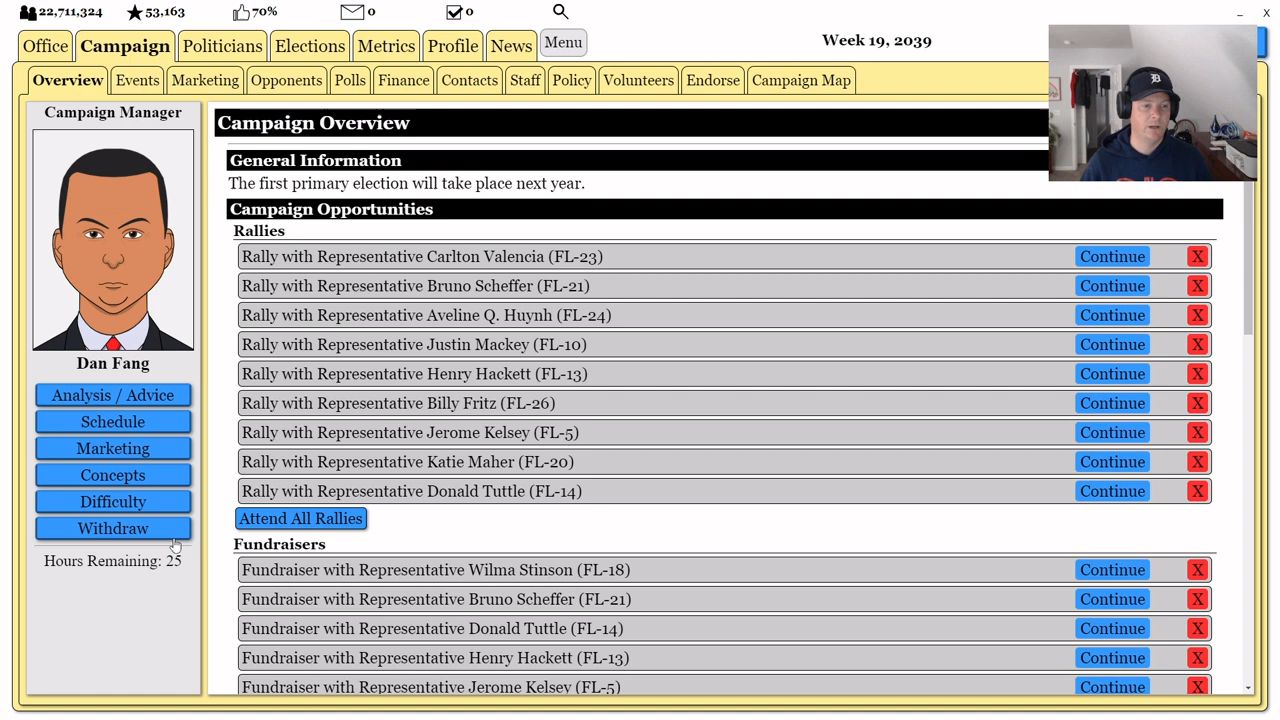 22,711,324 53,163 70% 0 0
Office Campaign Politicians Elections Metrics Profile News Menu
Week 19, 2039
Overview Events Marketing Opponents Polls Finance Contacts Staff Policy Volunteers Endorse Campaign Map
Campaign Manager
Dan Fang
Analysis / Advice
Schedule
Marketing
Concepts
Difficulty
Withdraw
Hours Remaining: 25
Campaign Overview
General Information
The first primary election will take place next year.
Campaign Opportunities
Rallies
Rally with Representative Carlton Valencia (FL-23) Continue X
Rally with Representative Bruno Scheffer (FL-21) Continue X
Rally with Representative Aveline Q. Huynh (FL-24) Continue X
Rally with Representative Justin Mackey (FL-10) Continue X
Rally with Representative Henry Hackett (FL-13) Continue X
Rally with Representative Billy Fritz (FL-26) Continue X
Rally with Representative Jerome Kelsey (FL-5) Continue X
Rally with Representative Katie Maher (FL-20) Continue X
Rally with Representative Donald Tuttle (FL-14) Continue X
Attend All Rallies
Fundraisers
Fundraiser with Representative Wilma Stinson (FL-18) Continue X
Fundraiser with Representative Bruno Scheffer (FL-21) Continue X
Fundraiser with Representative Donald Tuttle (FL-14) Continue X
Fundraiser with Representative Henry Hackett (FL-13) Continue X
Fundraiser with Representative Jerome Kelsey (FL-5) Continue X